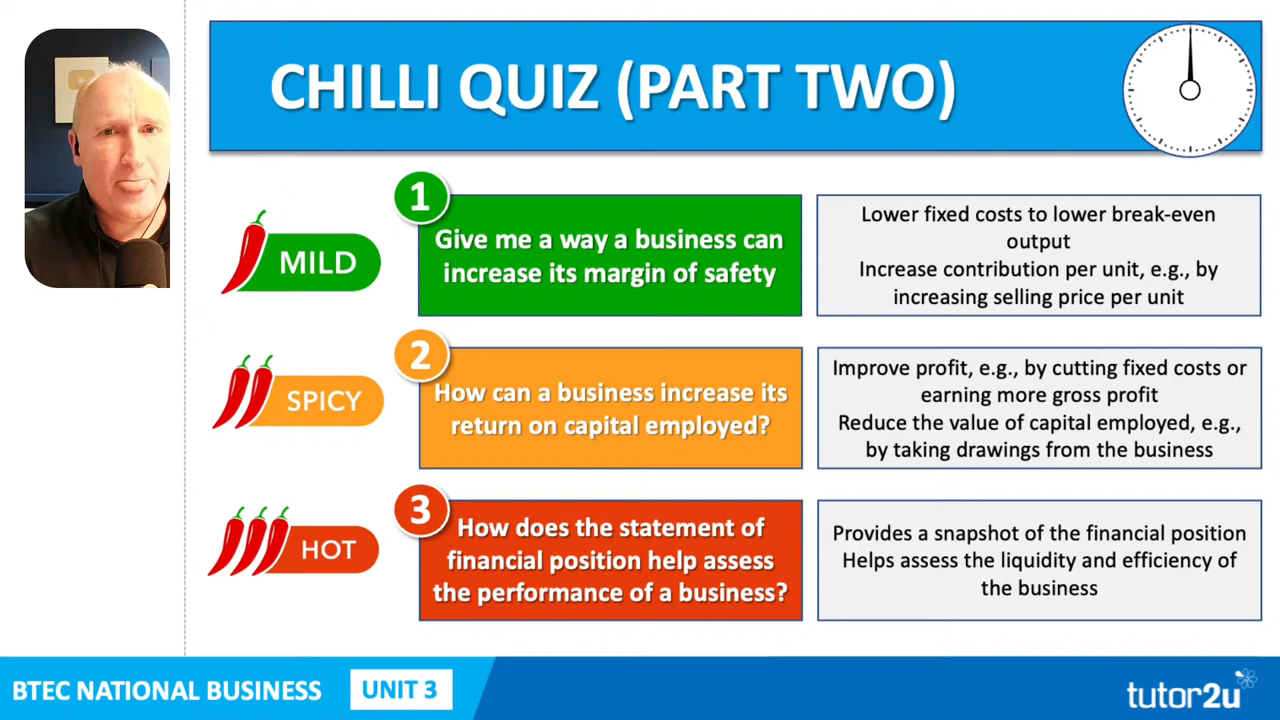 CHILLI QUIZ (PART TWO)
MILD
1
Give me a way a business can
increase its margin of safety
Lower fixed costs to lower break-even
output
Increase contribution per unit, e.g., by
increasing selling price per unit
SPICY
2
How can a business increase its
return on capital employed?
Improve profit, e.g., by cutting fixed costs or
earning more gross profit
Reduce the value of capital employed, e.g.,
by taking drawings from the business
HOT
3
How does the statement of
financial position help assess
the performance of a business?
Provides a snapshot of the financial position
Helps assess the liquidity and efficiency of
the business
BTEC NATIONAL BUSINESS
UNIT 3
tutor2u